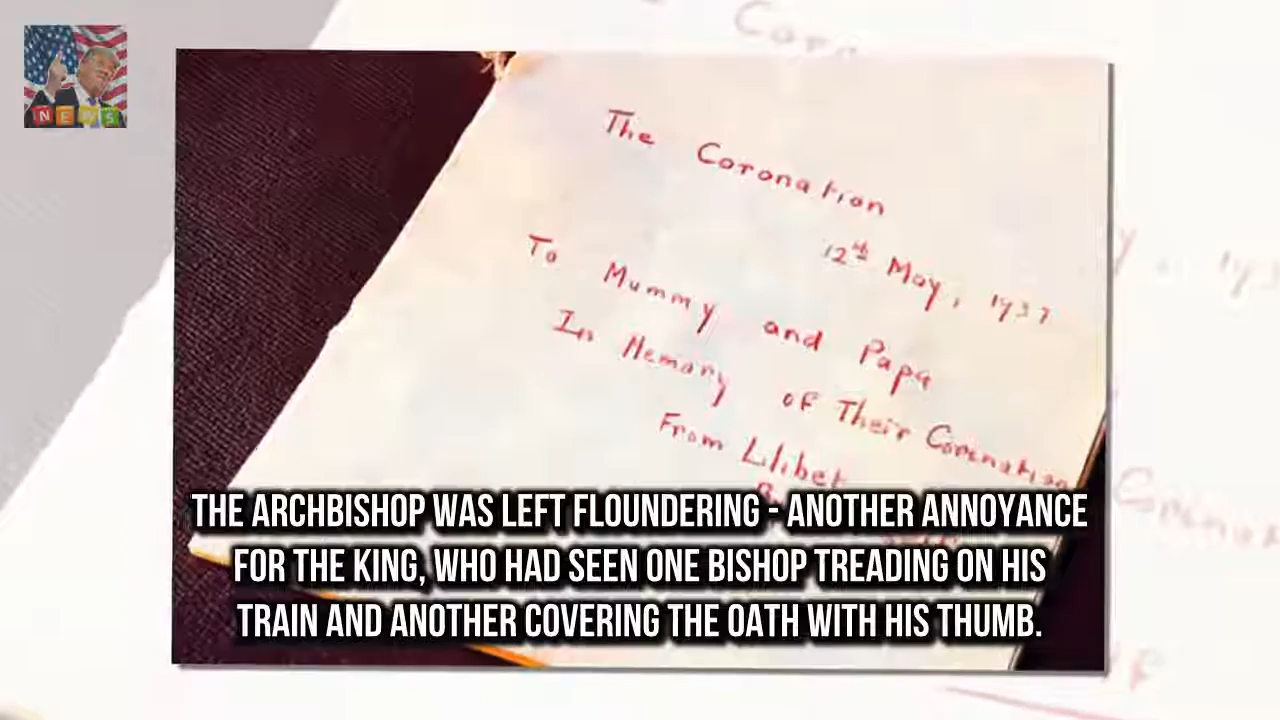 NEWS
The Coronation
12th May, 1937
To Mummy and Papa
In Memory of Their Coronation
From Lilibet
By
THE ARCHBISHOP WAS LEFT FLOUNDERING - ANOTHER ANNOYANCE
FOR THE KING, WHO HAD SEEN ONE BISHOP TREADING ON HIS
TRAIN AND ANOTHER COVERING THE OATH WITH HIS THUMB.